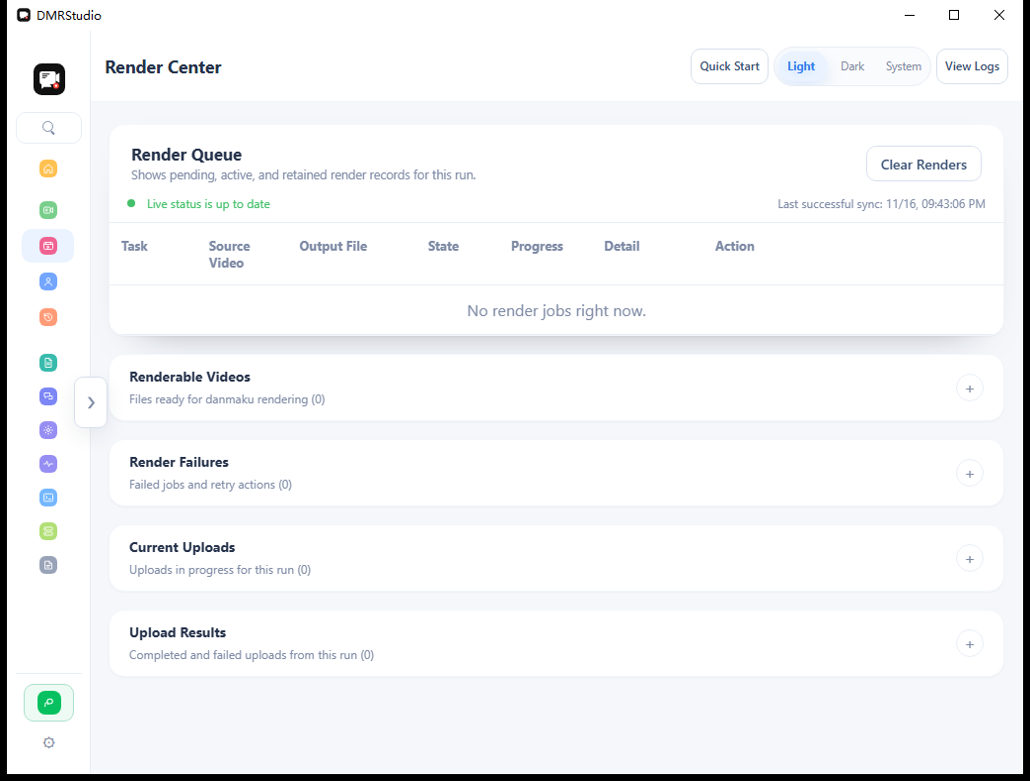 DMRStudio
Render Center
Quick Start
Light
Dark
System
View Logs
Render Queue
Shows pending, active, and retained render records for this run.
Clear Renders
Live status is up to date
Last successful sync: 11/16, 09:43:06 PM
Task
Source
Video
Output File
State
Progress
Detail
Action
No render jobs right now.
Renderable Videos
Files ready for danmaku rendering (0)
Render Failures
Failed jobs and retry actions (0)
Current Uploads
Uploads in progress for this run (0)
Upload Results
Completed and failed uploads from this run (0)